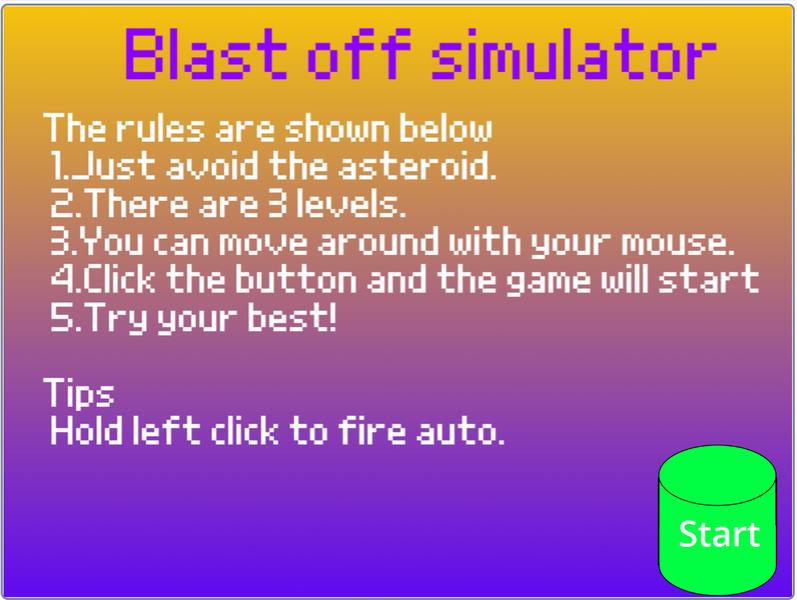 Blast off simulator
The rules are shown below
1.Just avoid the asteroid.
2.There are 3 levels.
3.You can move around with your mouse.
4.Click the button and the game will start
5.Try your best!
Tips
Hold left click to fire auto.
Start